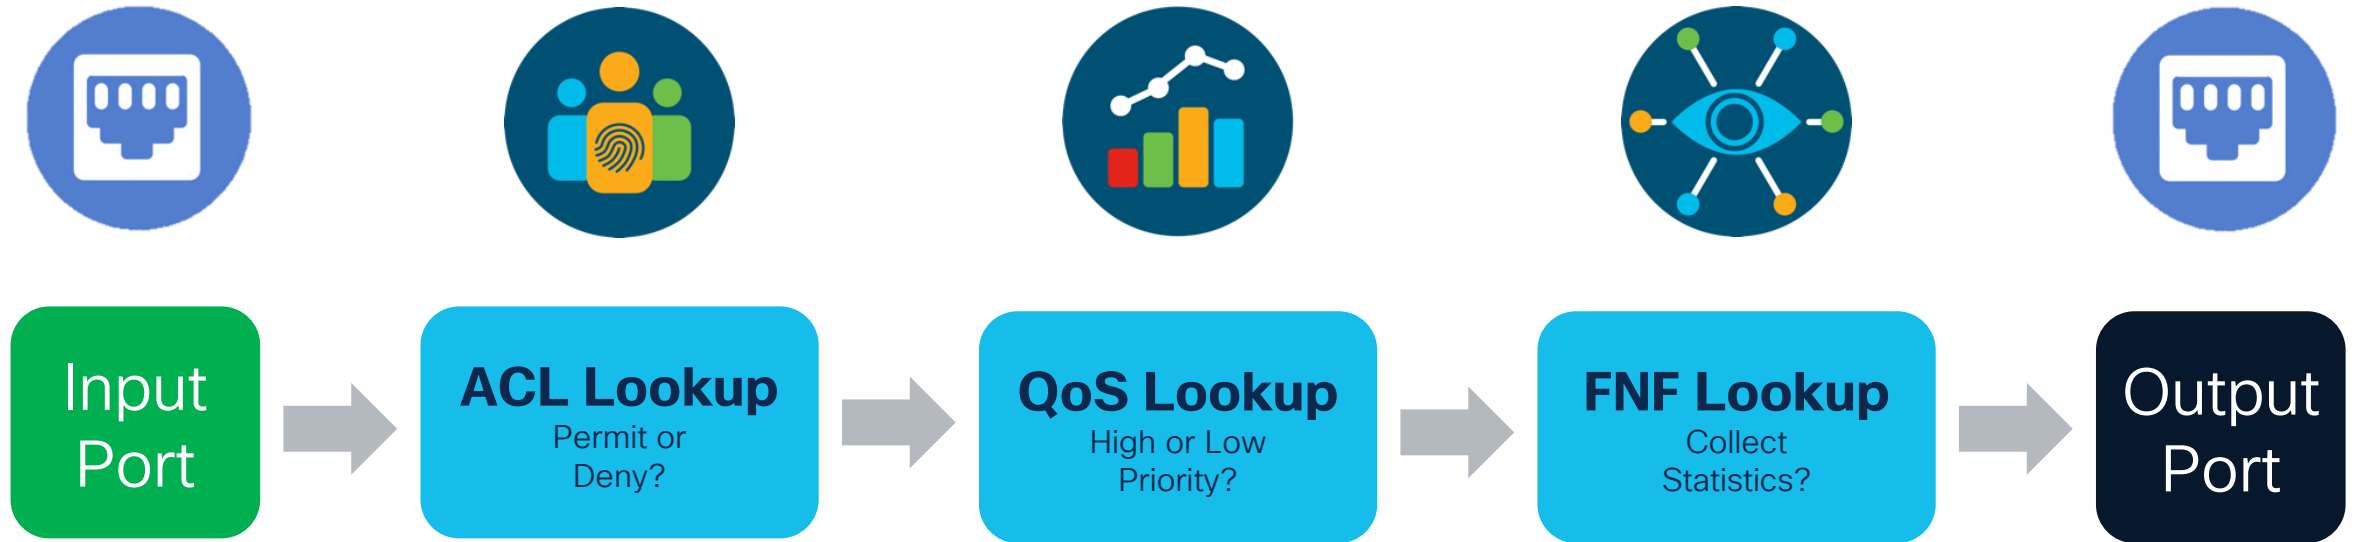 Input
Port
ACL Lookup
Permit or
Deny?
QoS Lookup
High or Low
Priority?
FNF Lookup
Collect
Statistics?
Output
Port